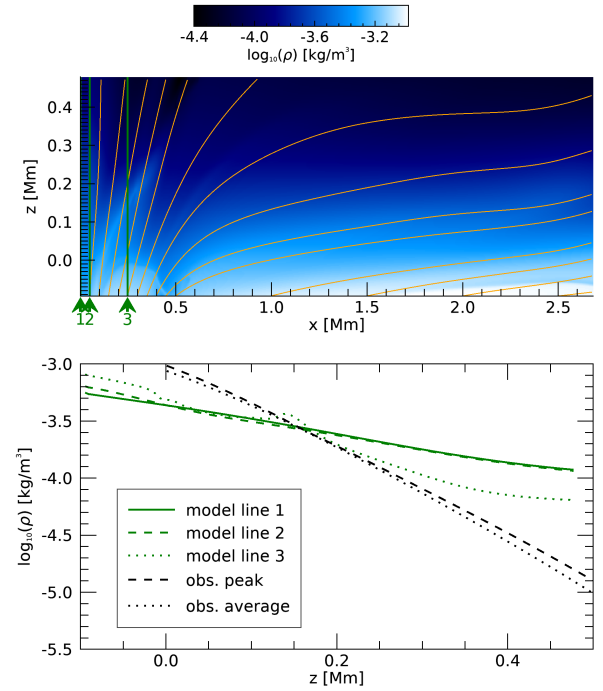 -4.4 -4.0 -3.6 -3.2
log₁₀(ρ) [kg/m³]
0.4
0.3
0.2
0.1
0.0
z [Mm]
0.5 1.0 1.5 2.0 2.5
1 2 3
x [Mm]
-3.0
-3.5
-4.0
-4.5
-5.0
-5.5
log₁₀(ρ) [kg/m³]
model line 1
model line 2
model line 3
obs. peak
obs. average
0.0 0.2 0.4
z [Mm]